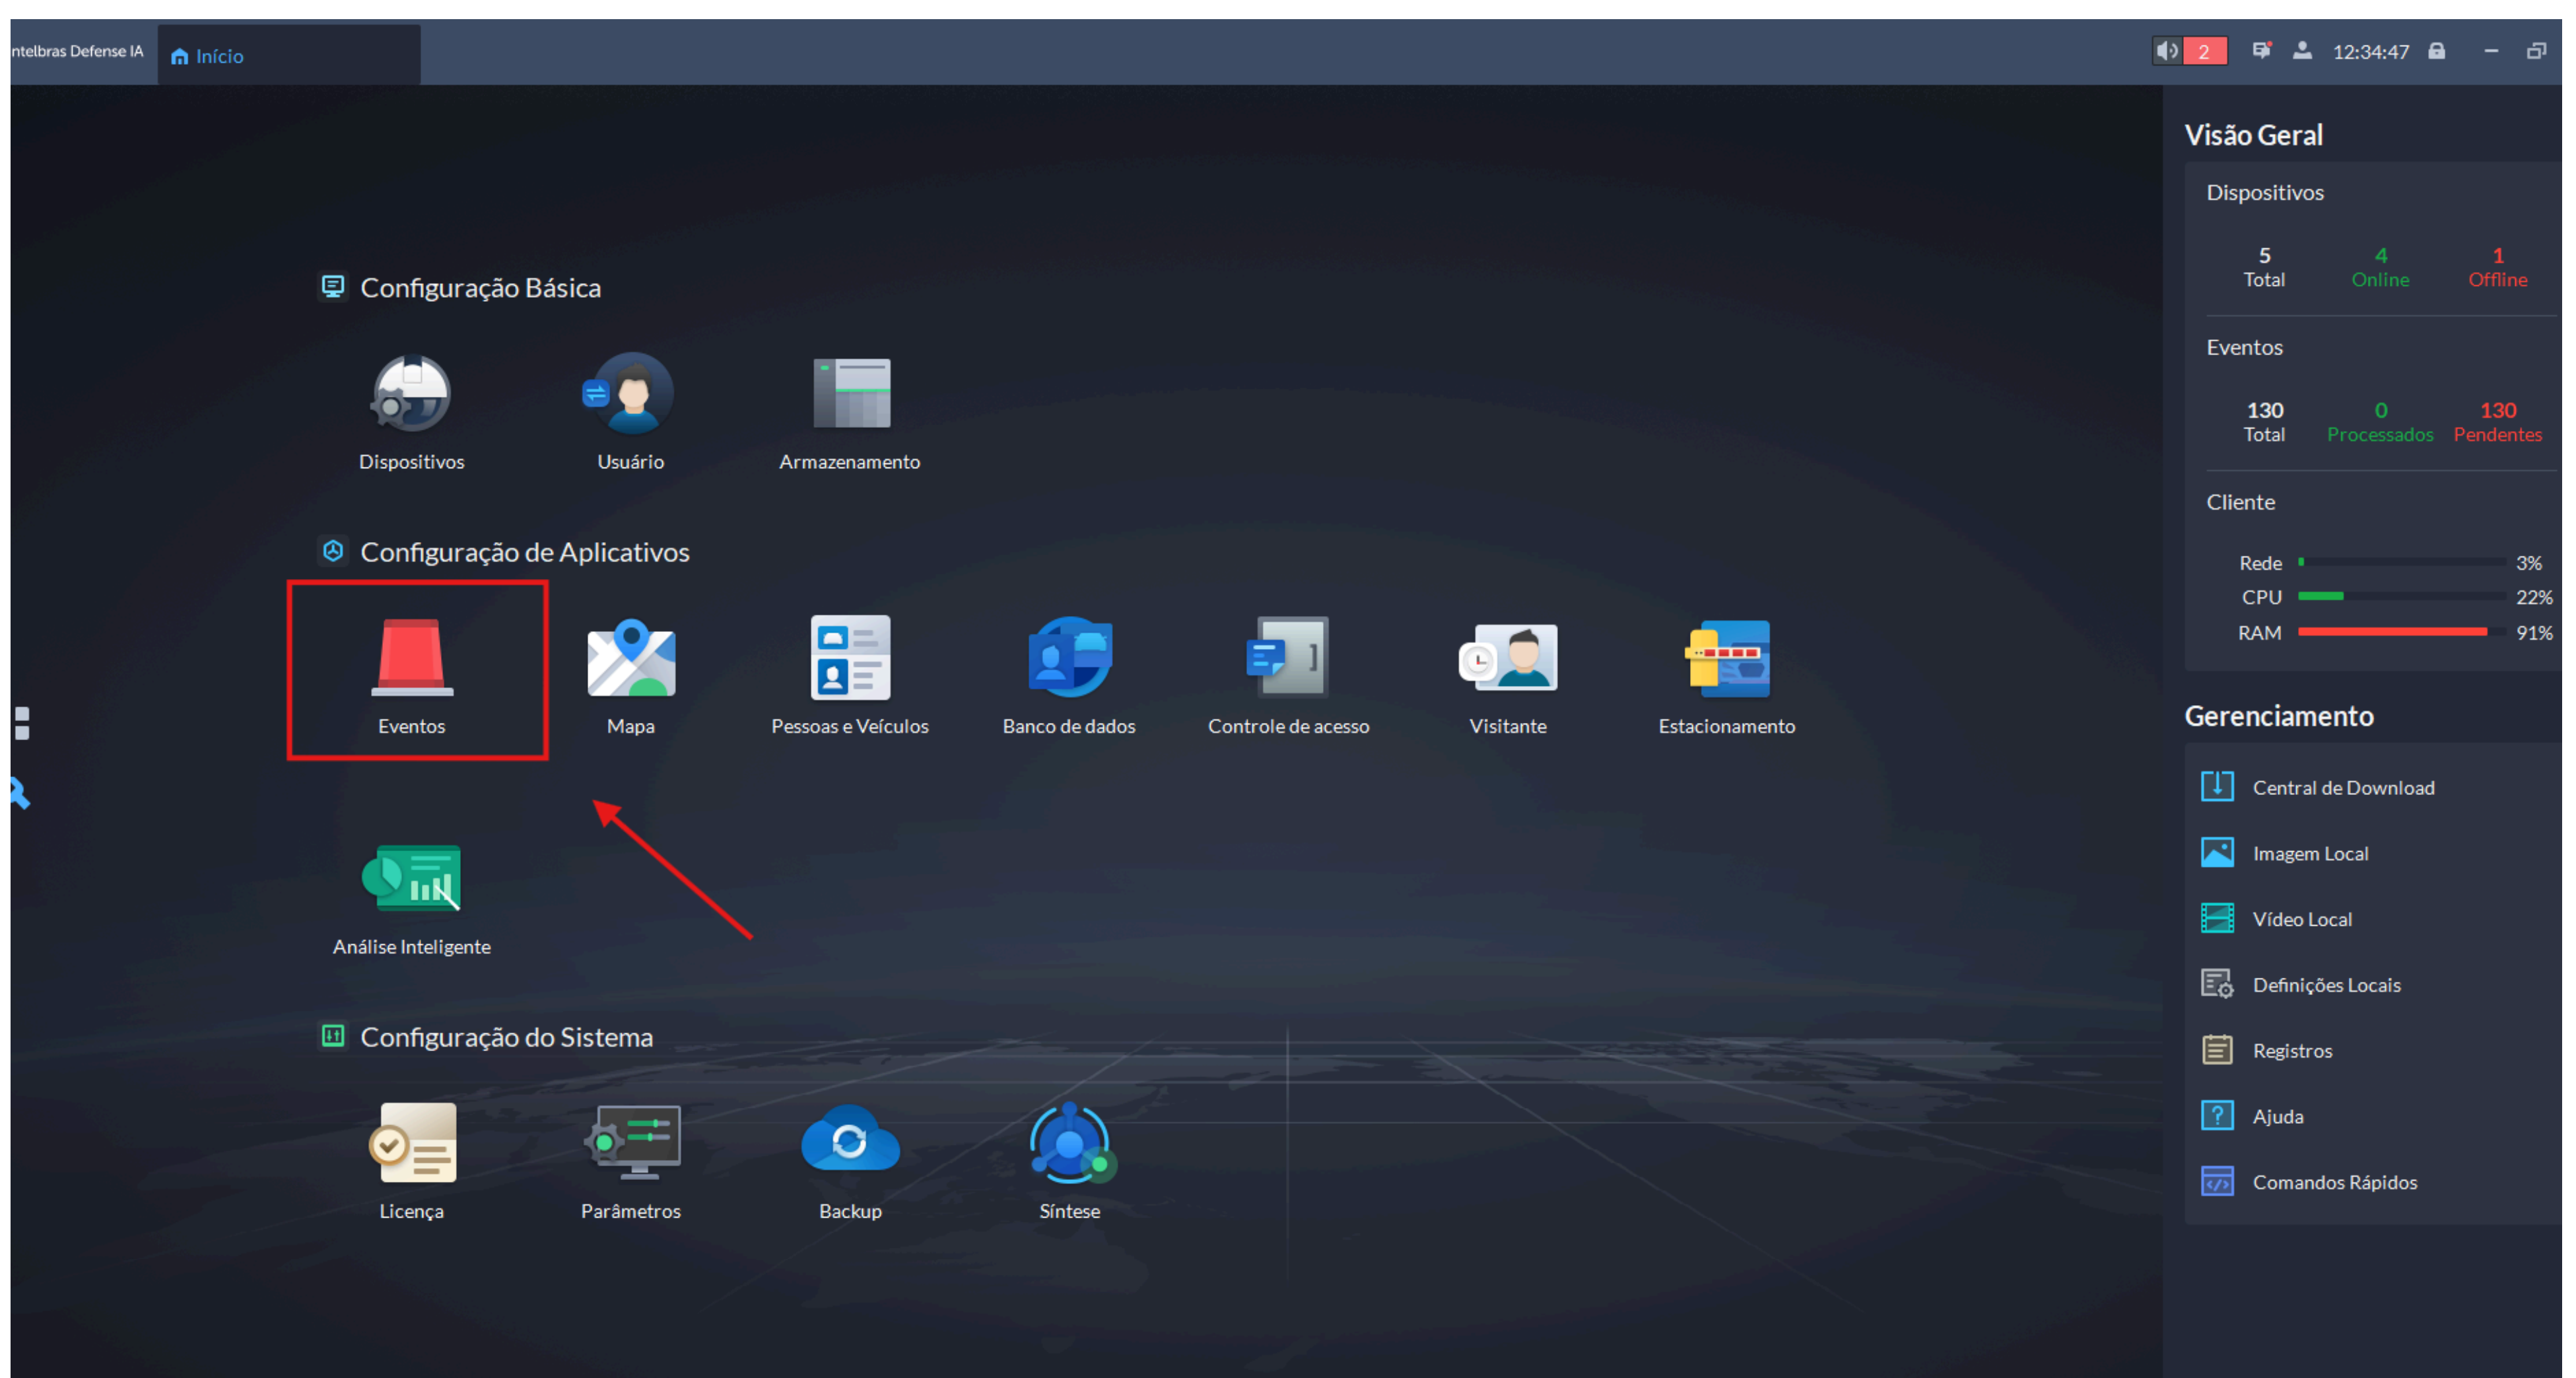 ntelbras Defense IA
Início
2
12:34:47
Configuração Básica
Dispositivos
Usuário
Armazenamento
Configuração de Aplicativos
Eventos
Mapa
Pessoas e Veículos
Banco de dados
Controle de acesso
Visitante
Estacionamento
Análise Inteligente
Configuração do Sistema
Licença
Parâmetros
Backup
Síntese
Visão Geral
Dispositivos
5 4 1
Total Online Offline
Eventos
130 0 130
Total Processados Pendentes
Cliente
Rede 3%
CPU 22%
RAM 91%
Gerenciamento
Central de Download
Imagem Local
Vídeo Local
Definições Locais
Registros
Ajuda
Comandos Rápidos